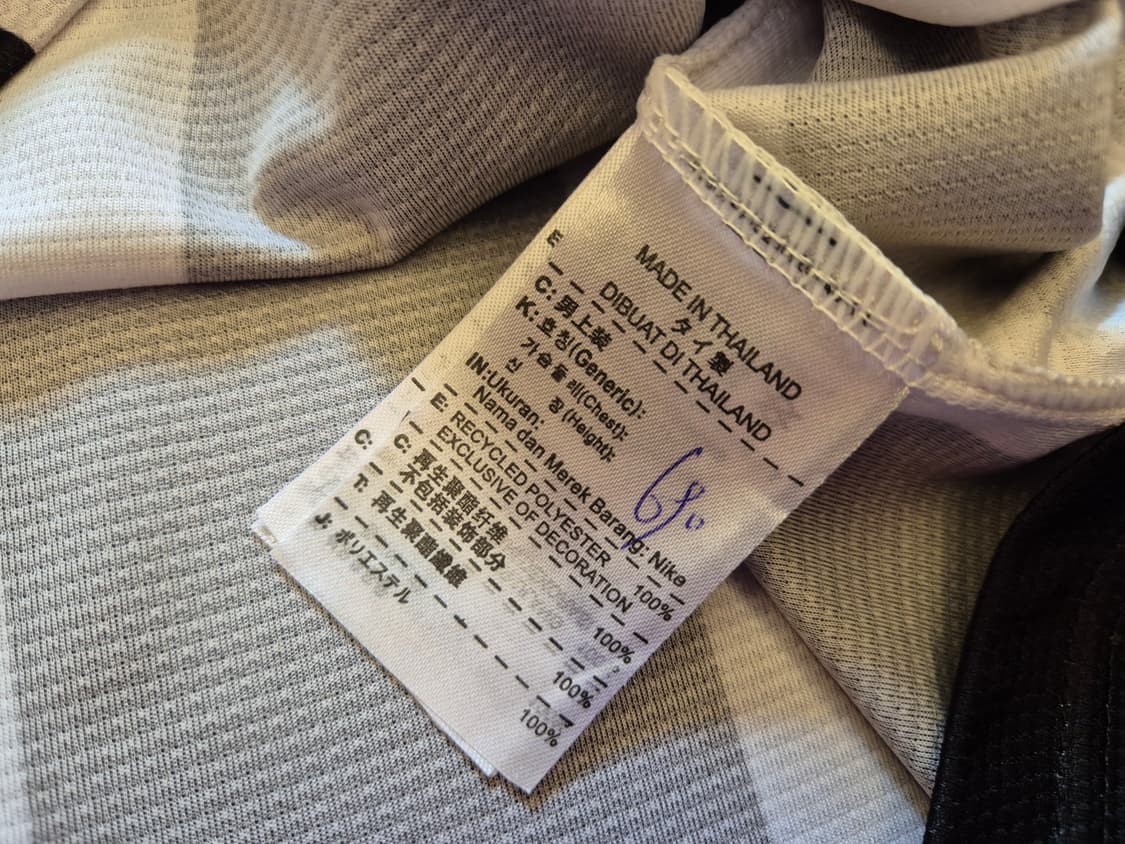 MADE IN THAILAND
タイ製
DIBUAT DI THAILAND
E
C: 男上装
K: 호칭(Generic):
가슴둘레(Chest):
신 장 (Height):
IN:Ukuran:
Nama dan Merek Barang: Nike
E: RECYCLED POLYESTER 100%
EXCLUSIVE OF DECORATION
C: C: 再生聚酯纤维 100%
不包括装饰部分
T: 再生聚酯纖維 100%
J: ポリエステル 100%